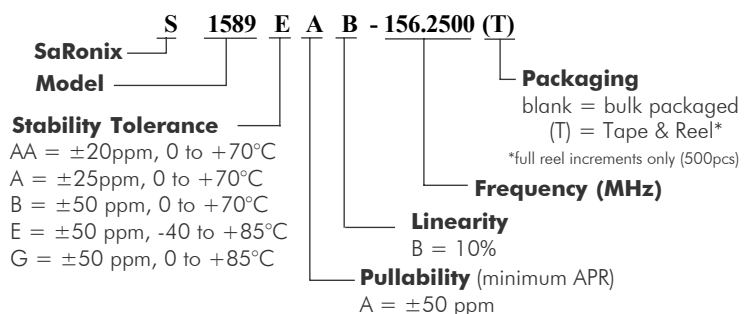 S 1589 E A B - 156.2500 (T)
SaRonix
Model
Stability Tolerance
AA = ±20ppm, 0 to +70°C
A = ±25ppm, 0 to +70°C
B = ±50 ppm, 0 to +70°C
E = ±50 ppm, -40 to +85°C
G = ±50 ppm, 0 to +85°C
Packaging
blank = bulk packaged
(T) = Tape & Reel*
*full reel increments only (500pcs)
Frequency (MHz)
Linearity
B = 10%
Pullability (minimum APR)
A = ±50 ppm